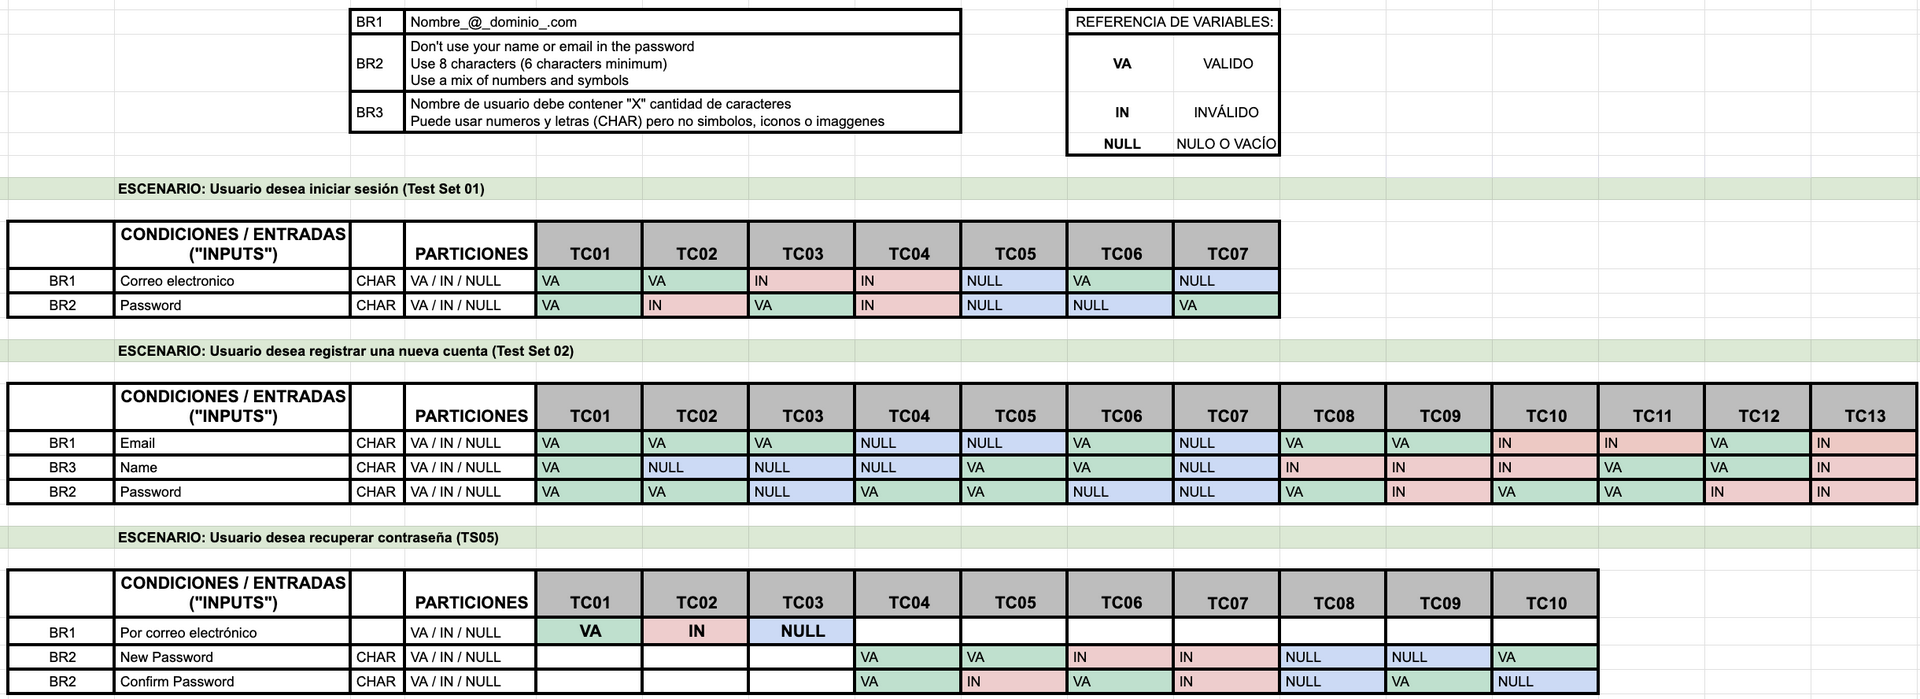 BR1 Nombre_@_dominio_.com
BR2 Don't use your name or email in the password
Use 8 characters (6 characters minimum)
Use a mix of numbers and symbols
BR3 Nombre de usuario debe contener "X" cantidad de caracteres
Puede usar numeros y letras (CHAR) pero no simbolos, iconos o imaggenes
REFERENCIA DE VARIABLES:
VA VALIDO
IN INVÁLIDO
NULL NULO O VACÍO
ESCENARIO: Usuario desea iniciar sesión (Test Set 01)
CONDICIONES / ENTRADAS
("INPUTS") PARTICIONES TC01 TC02 TC03 TC04 TC05 TC06 TC07
BR1 Correo electronico CHAR VA / IN / NULL VA VA IN IN NULL VA NULL
BR2 Password CHAR VA / IN / NULL VA IN VA IN NULL NULL VA
ESCENARIO: Usuario desea registrar una nueva cuenta (Test Set 02)
CONDICIONES / ENTRADAS
("INPUTS") PARTICIONES TC01 TC02 TC03 TC04 TC05 TC06 TC07 TC08 TC09 TC10 TC11 TC12 TC13
BR1 Email CHAR VA / IN / NULL VA VA VA NULL NULL VA NULL VA VA IN IN VA IN
BR3 Name CHAR VA / IN / NULL VA NULL NULL NULL VA VA NULL IN IN IN VA VA IN
BR2 Password CHAR VA / IN / NULL VA VA NULL VA VA NULL NULL VA IN VA VA IN IN
ESCENARIO: Usuario desea recuperar contraseña (TS05)
CONDICIONES / ENTRADAS
("INPUTS") PARTICIONES TC01 TC02 TC03 TC04 TC05 TC06 TC07 TC08 TC09 TC10
BR1 Por correo electrónico VA / IN / NULL VA IN NULL
BR2 New Password CHAR VA / IN / NULL VA VA IN IN NULL NULL VA
BR2 Confirm Password CHAR VA / IN / NULL VA IN VA IN NULL VA NULL